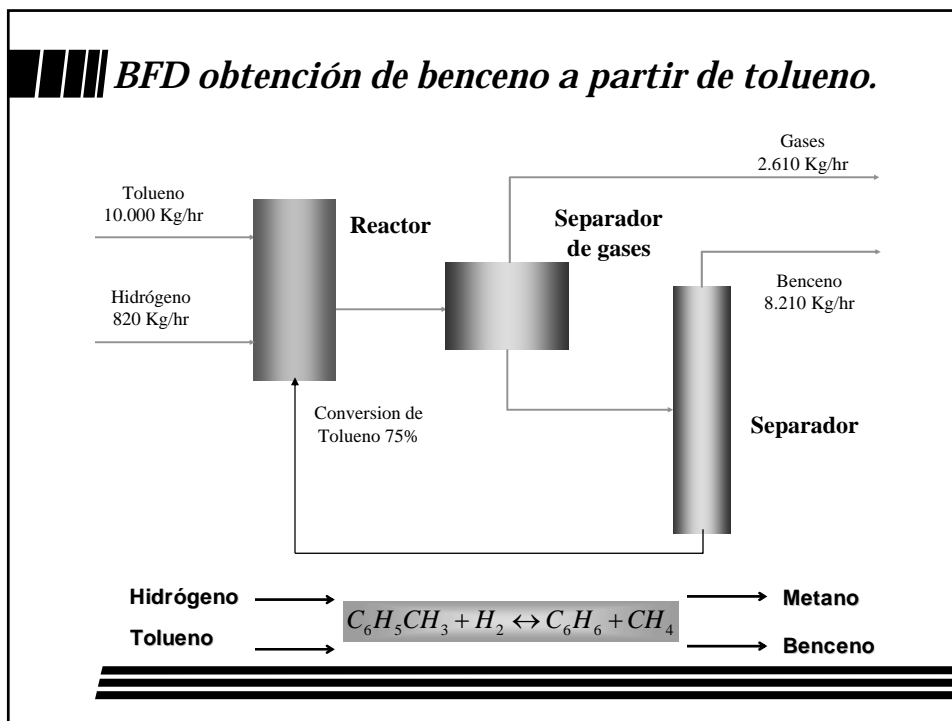 BFD obtención de benceno a partir de tolueno.
Gases
2.610 Kg/hr
Tolueno
10.000 Kg/hr
Reactor
Separador
de gases
Hidrógeno
820 Kg/hr
Benceno
8.210 Kg/hr
Conversion de
Tolueno 75%
Separador
Hidrógeno
Tolueno
C₆H₅CH₃ + H₂ ↔ C₆H₆ + CH₄
Metano
Benceno